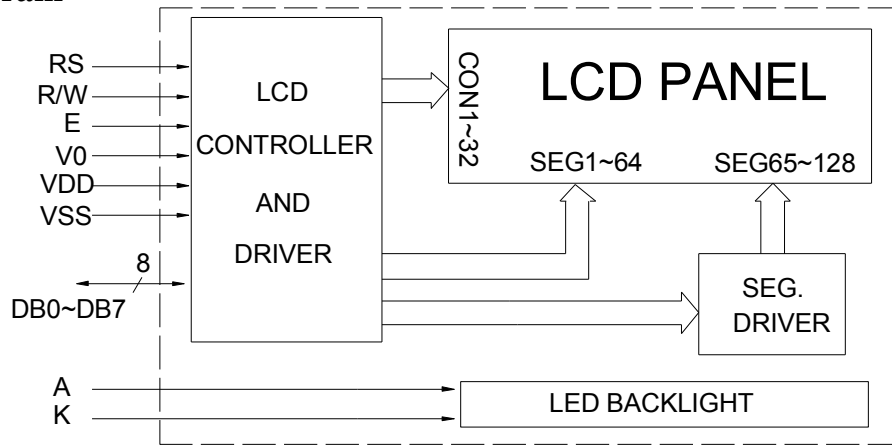 RS
R/W
E
V0
VDD
VSS
8
DB0~DB7
A
K
LCD
CONTROLLER
AND
DRIVER
CON1~32
LCD PANEL
SEG1~64
SEG65~128
SEG.
DRIVER
LED BACKLIGHT